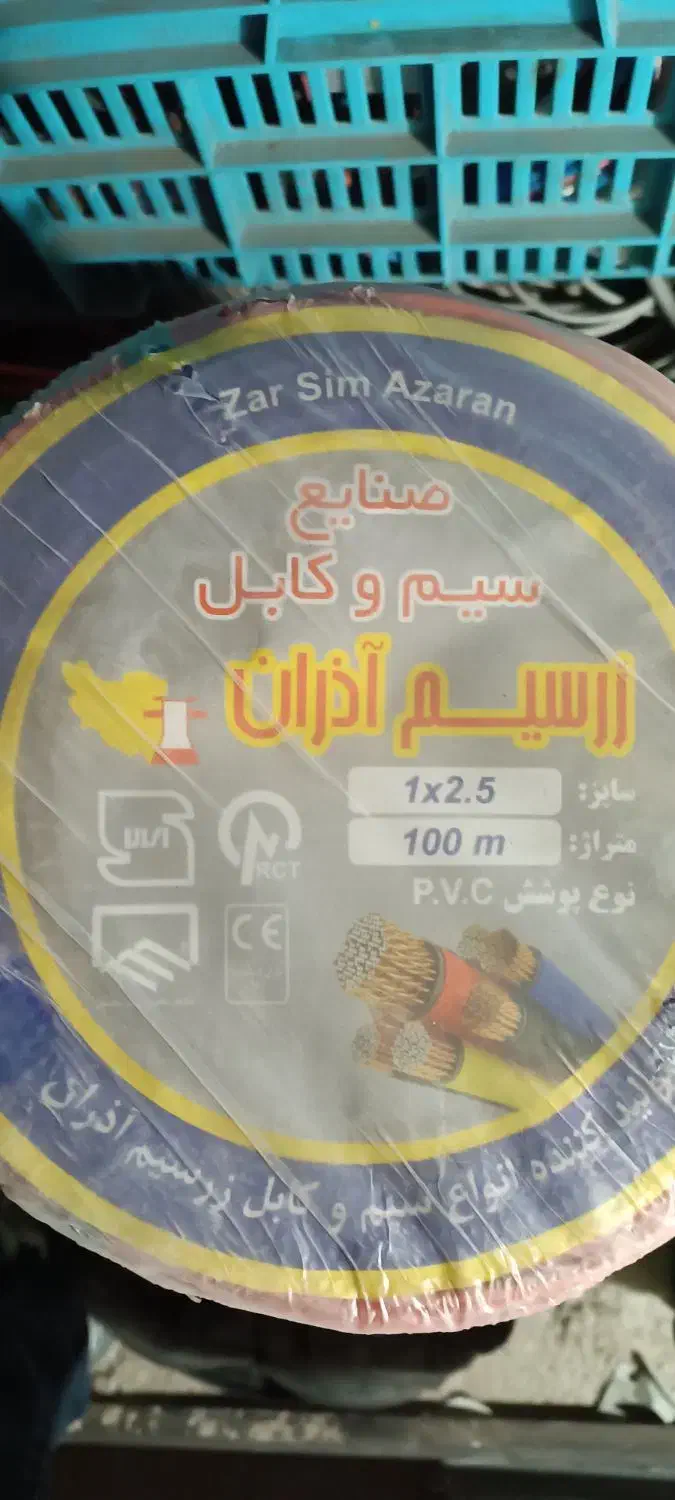 Zar Sim Azaran
صنایع
سیم و کابل
زرسیم آذران
سایز: 1x2.5
متراژ: 100 m
نوع پوشش P.V.C
RCT
CE
تولید کننده انواع سیم و کابل زرسیم آذران